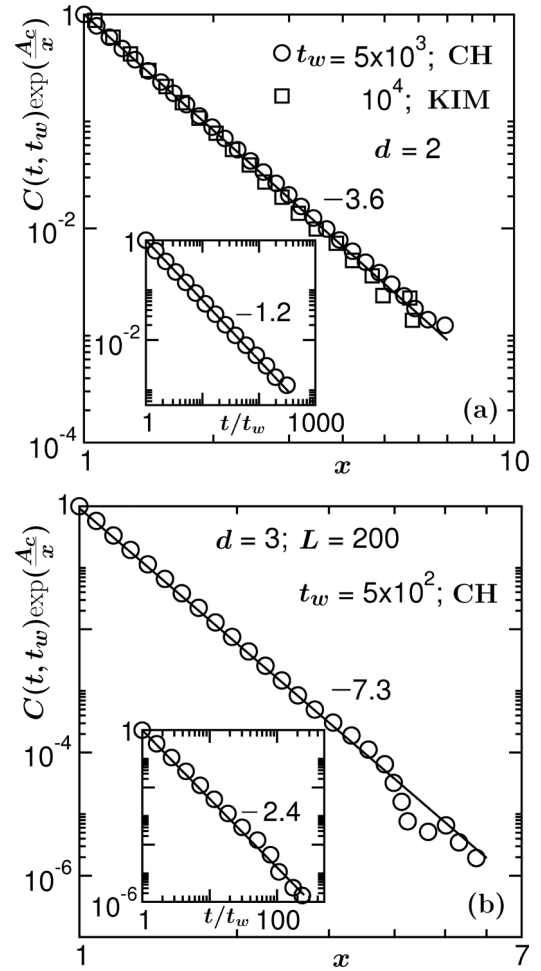 1
C(t, t_w)exp(A_c/x)
t_w = 5x10^3; CH
10^4; KIM
d = 2
−3.6
10^-2
1
−1.2
10^-2
1 t/t_w 1000
(a)
10^-4
1 x 10
1
C(t, t_w)exp(A_c/x)
d = 3; L = 200
t_w = 5x10^2; CH
−7.3
10^-4
1
−2.4
10^-6
1 t/t_w 100
10^-6
(b)
1 x 7